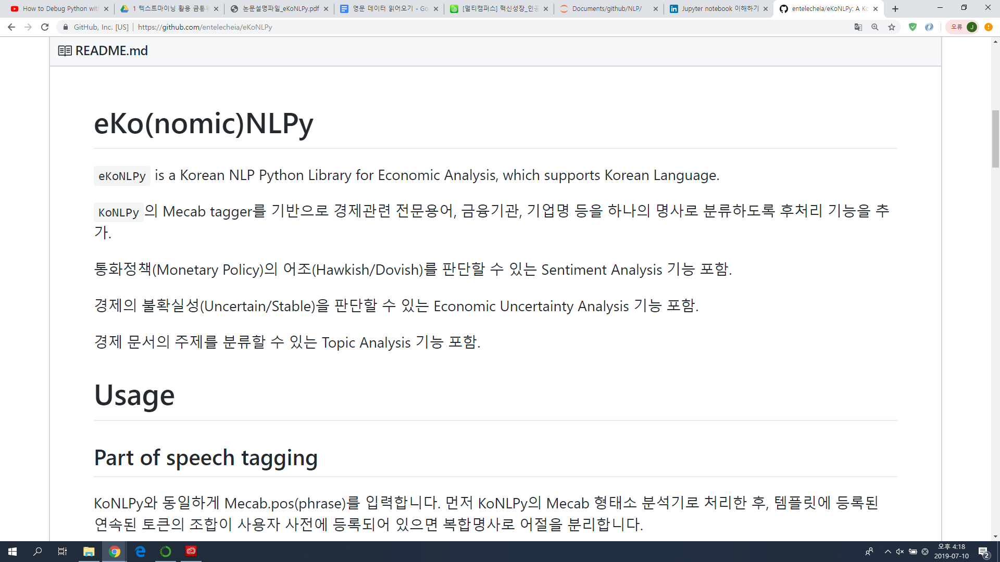 How to Debug Python wit
1 텍스트마이닝 활용 금통위
논문설명파일_eKoNLPy.pdf
영문 데이터 읽어오기 - Go
[멀티캠퍼스] 혁신성장_인공
Documents/github/NLP/
Jupyter notebook 이해하기
entelecheia/eKoNLPy: A Ko
GitHub, Inc. [US] | https://github.com/entelecheia/eKoNLPy
오류 J
README.md
eKo(nomic)NLPy
eKoNLPy is a Korean NLP Python Library for Economic Analysis, which supports Korean Language.
KoNLPy의 Mecab tagger를 기반으로 경제관련 전문용어, 금융기관, 기업명 등을 하나의 명사로 분류하도록 후처리 기능을 추
가.
통화정책(Monetary Policy)의 어조(Hawkish/Dovish)를 판단할 수 있는 Sentiment Analysis 기능 포함.
경제의 불확실성(Uncertain/Stable)을 판단할 수 있는 Economic Uncertainty Analysis 기능 포함.
경제 문서의 주제를 분류할 수 있는 Topic Analysis 기능 포함.
Usage
Part of speech tagging
KoNLPy와 동일하게 Mecab.pos(phrase)를 입력합니다. 먼저 KoNLPy의 Mecab 형태소 분석기로 처리한 후, 템플릿에 등록된
연속된 토큰의 조합이 사용자 사전에 등록되어 있으면 복합명사로 어절을 분리합니다.
오후 4:18
2019-07-10
2